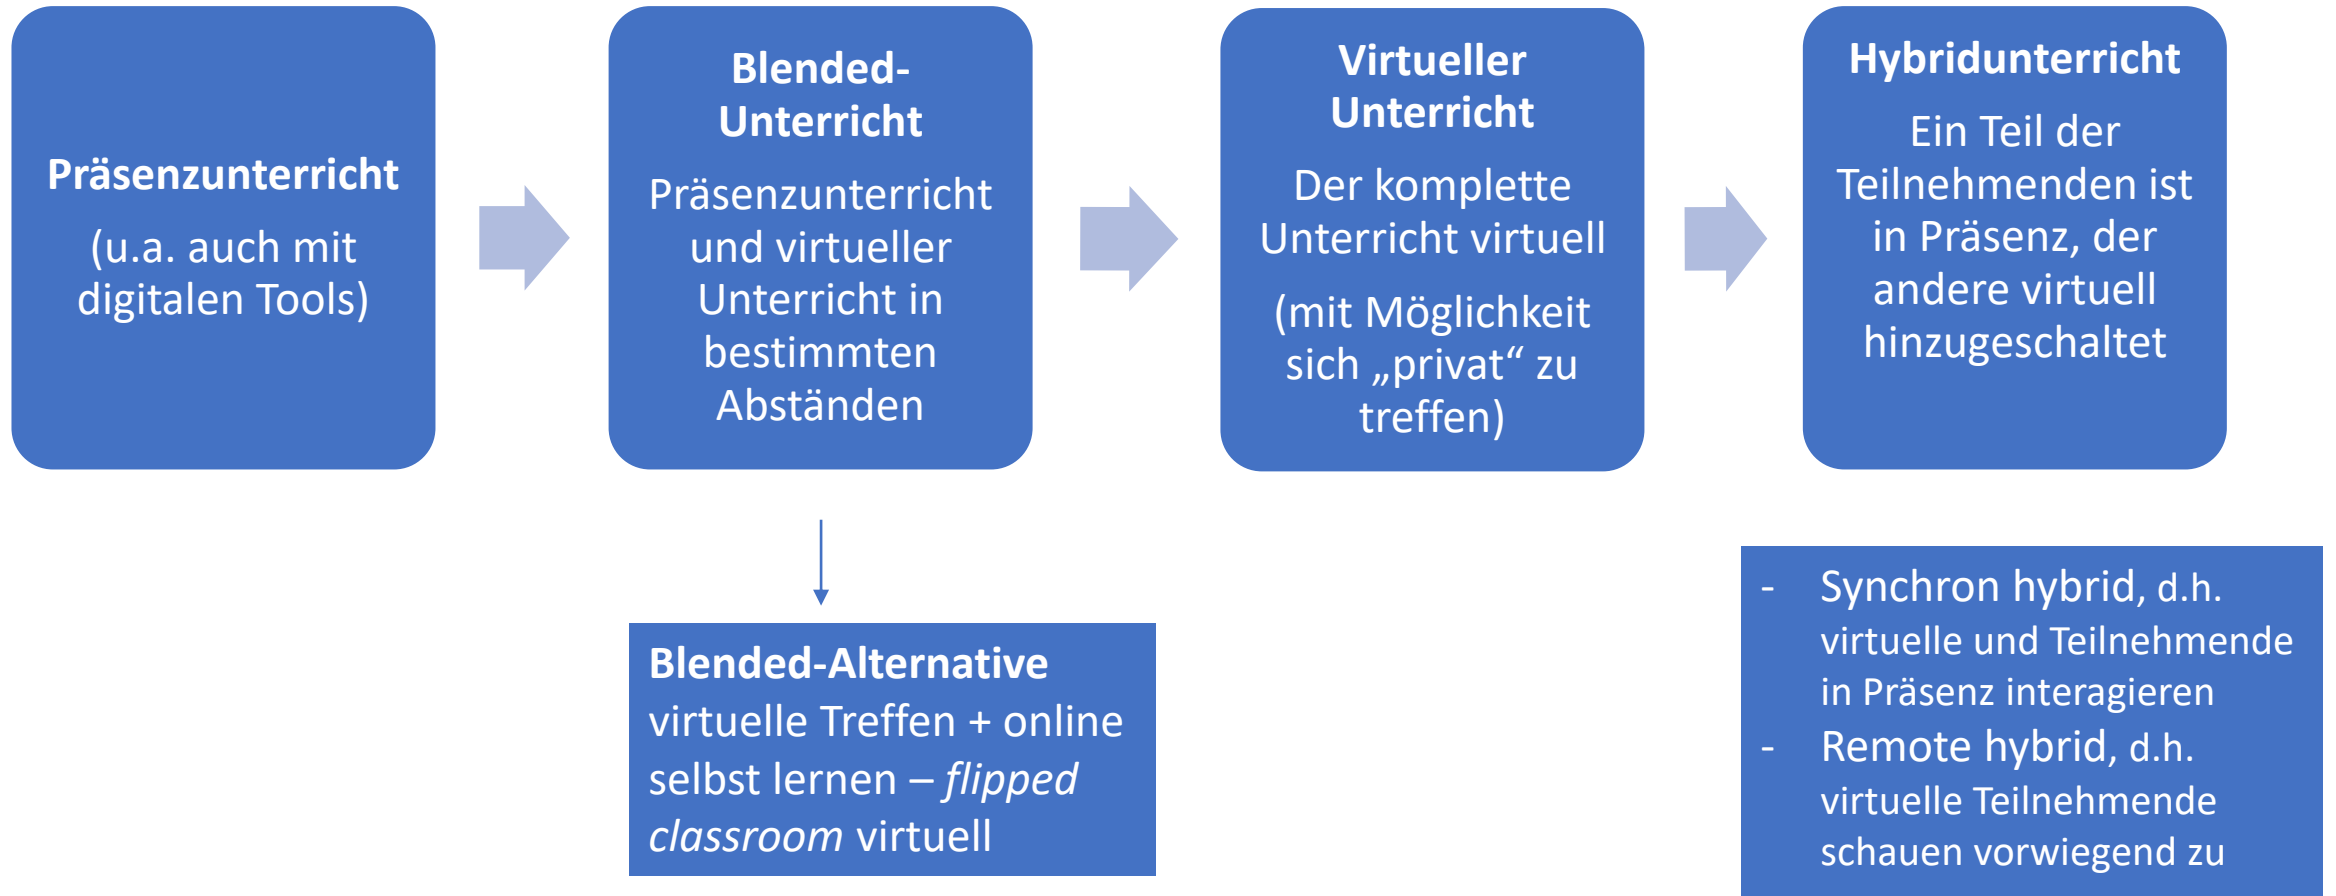 Präsenzunterricht
(u.a. auch mit
digitalen Tools)
Blended-
Unterricht
Präsenzunterricht
und virtueller
Unterricht in
bestimmten
Abständen
Virtueller
Unterricht
Der komplette
Unterricht virtuell
(mit Möglichkeit
sich „privat“ zu
treffen)
Hybridunterricht
Ein Teil der
Teilnehmenden ist
in Präsenz, der
andere virtuell
hinzugeschaltet
Blended-Alternative
virtuelle Treffen + online
selbst lernen – flipped
classroom virtuell
- Synchron hybrid, d.h.
virtuelle und Teilnehmende
in Präsenz interagieren
- Remote hybrid, d.h.
virtuelle Teilnehmende
schauen vorwiegend zu